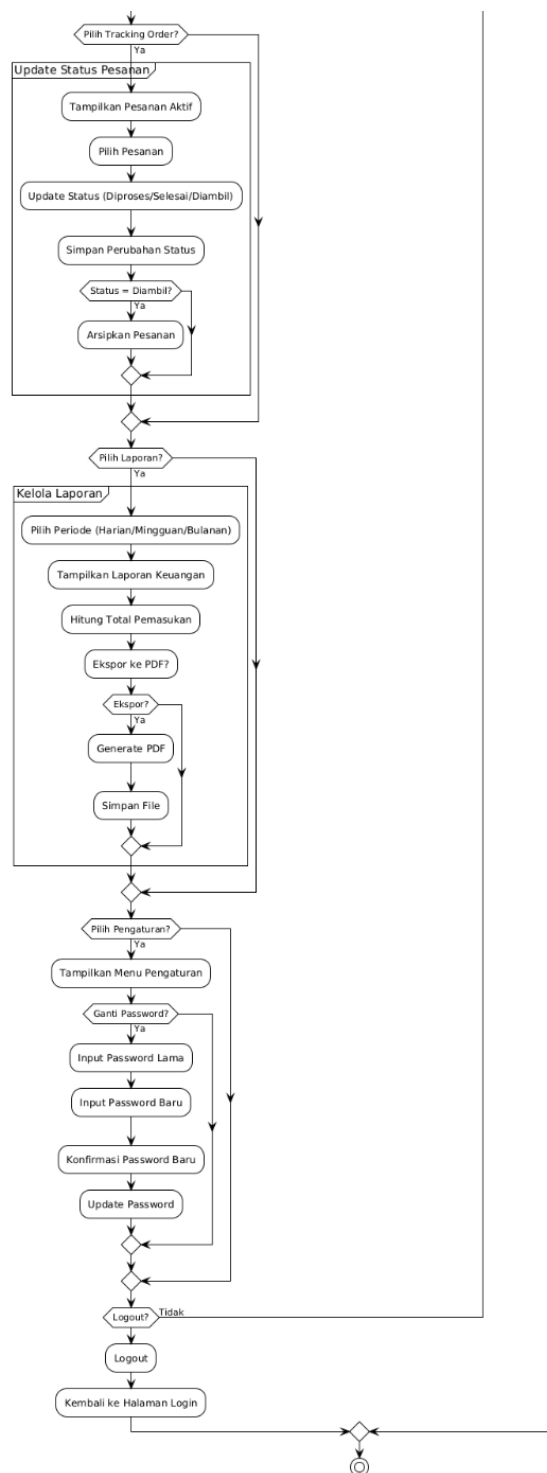 Pilih Tracking Order?
Ya
Update Status Pesanan
Tampilkan Pesanan Aktif
Pilih Pesanan
Update Status (Diproses/Selesai/Diambil)
Simpan Perubahan Status
Status = Diambil?
Ya
Arsipkan Pesanan
Pilih Laporan?
Ya
Kelola Laporan
Pilih Periode (Harian/Mingguan/Bulanan)
Tampilkan Laporan Keuangan
Hitung Total Pemasukan
Ekspor ke PDF?
Ekspor?
Ya
Generate PDF
Simpan File
Pilih Pengaturan?
Ya
Tampilkan Menu Pengaturan
Ganti Password?
Ya
Input Password Lama
Input Password Baru
Konfirmasi Password Baru
Update Password
Logout?
Tidak
Logout
Kembali ke Halaman Login